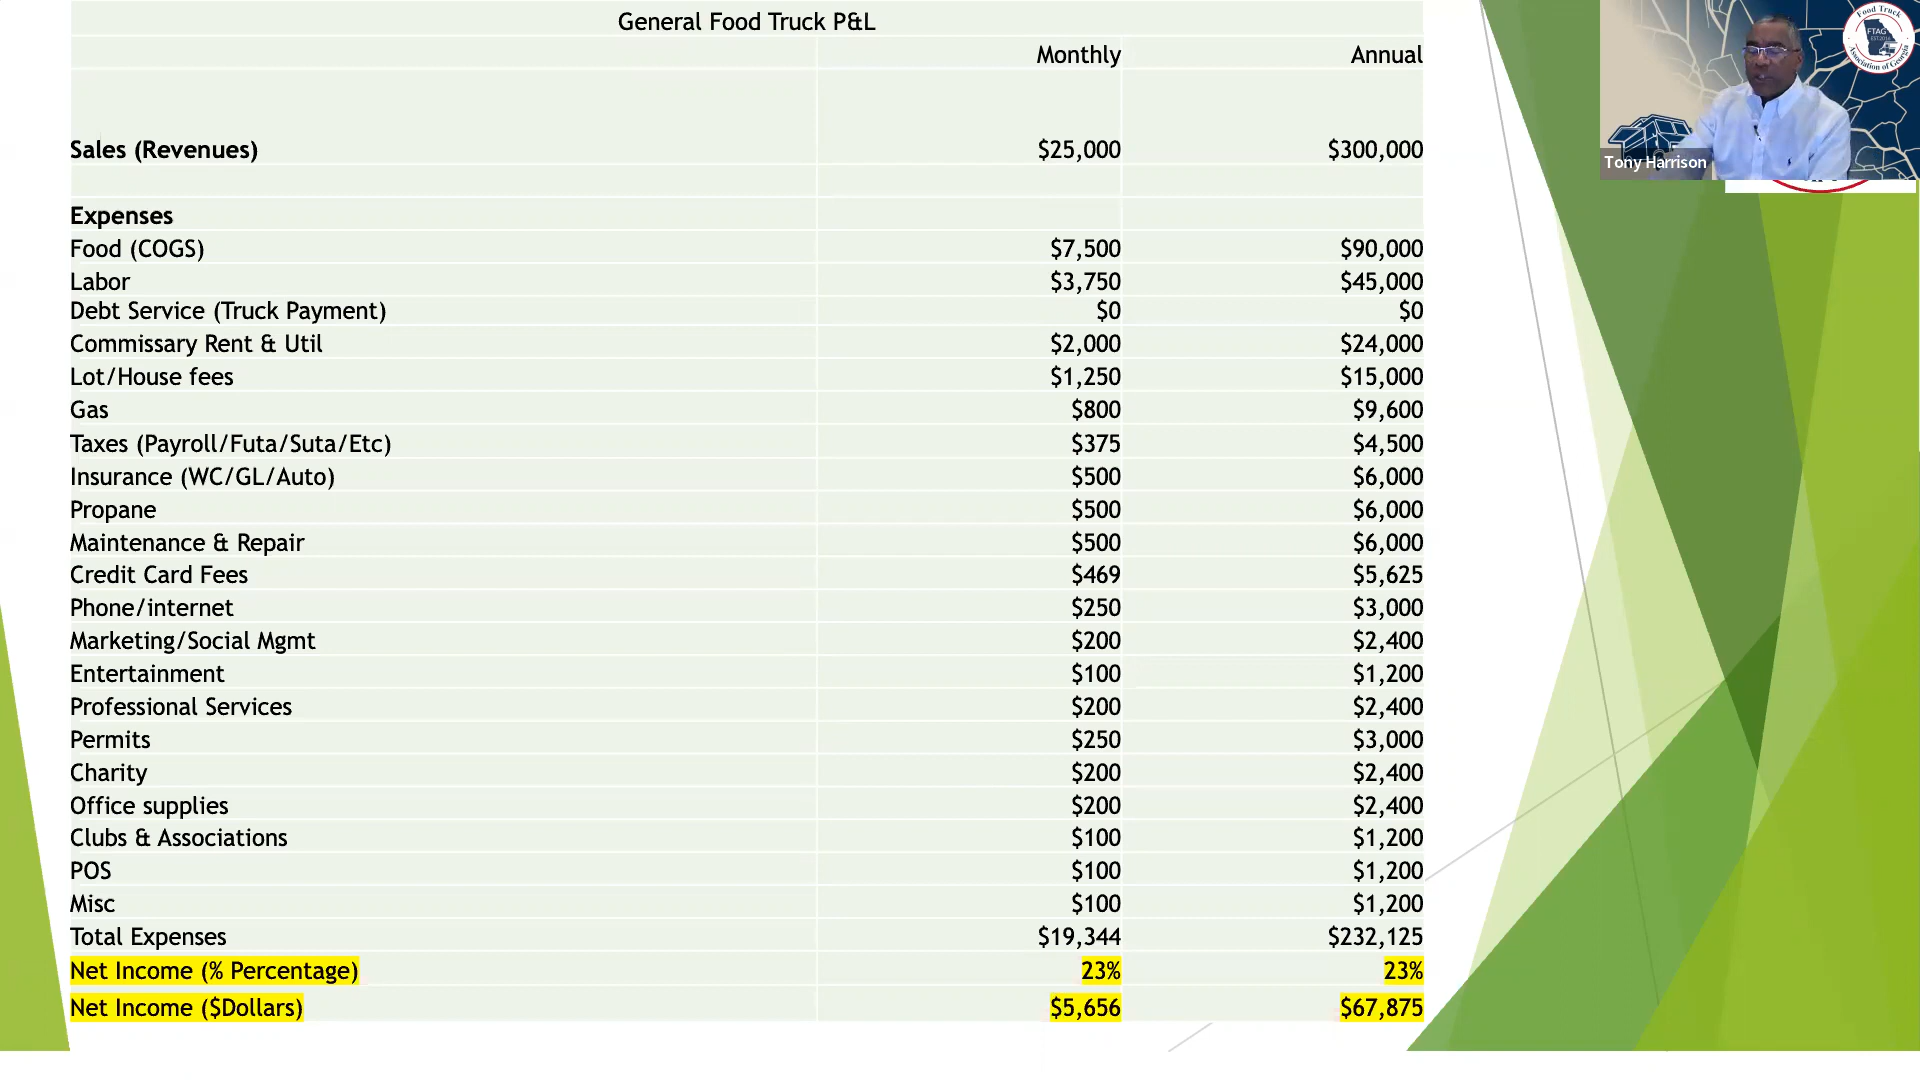 General Food Truck P&L
Monthly Annual
Sales (Revenues) $25,000 $300,000
Expenses
Food (COGS) $7,500 $90,000
Labor $3,750 $45,000
Debt Service (Truck Payment) $0 $0
Commissary Rent & Util $2,000 $24,000
Lot/House fees $1,250 $15,000
Gas $800 $9,600
Taxes (Payroll/Futa/Suta/Etc) $375 $4,500
Insurance (WC/GL/Auto) $500 $6,000
Propane $500 $6,000
Maintenance & Repair $500 $6,000
Credit Card Fees $469 $5,625
Phone/internet $250 $3,000
Marketing/Social Mgmt $200 $2,400
Entertainment $100 $1,200
Professional Services $200 $2,400
Permits $250 $3,000
Charity $200 $2,400
Office supplies $200 $2,400
Clubs & Associations $100 $1,200
POS $100 $1,200
Misc $100 $1,200
Total Expenses $19,344 $232,125
Net Income (% Percentage) 23% 23%
Net Income ($Dollars) $5,656 $67,875
Food Truck
FTAG
Association of Georgia
Tony Harrison